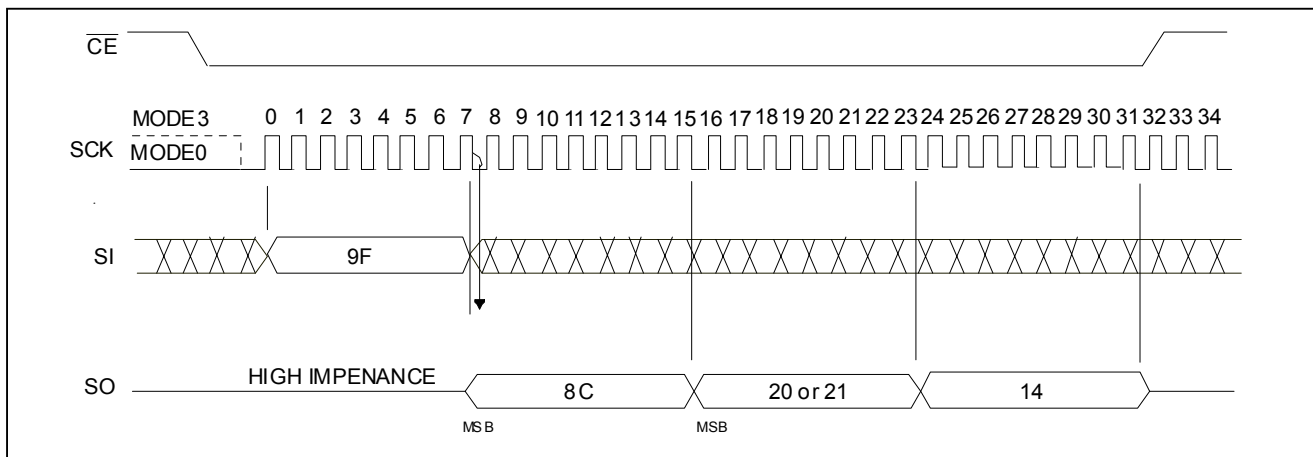 CE
MODE3
0 1 2 3 4 5 6 7 8 9 10 11 12 13 14 15 16 17 18 19 20 21 22 23 24 25 26 27 28 29 30 31 32 33 34
SCK
MODE0
SI
9F
SO
HIGH IMPENANCE
8C
20 or 21
14
MSB
MSB